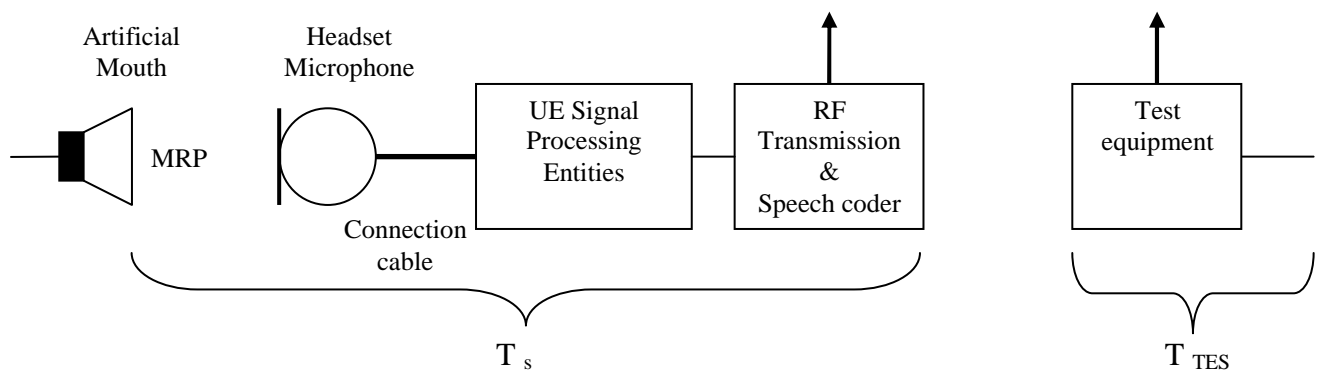 Artificial
Mouth
Headset
Microphone
MRP
Connection
cable
UE Signal
Processing
Entities
RF
Transmission
&
Speech coder
Test
equipment
T s
T TES